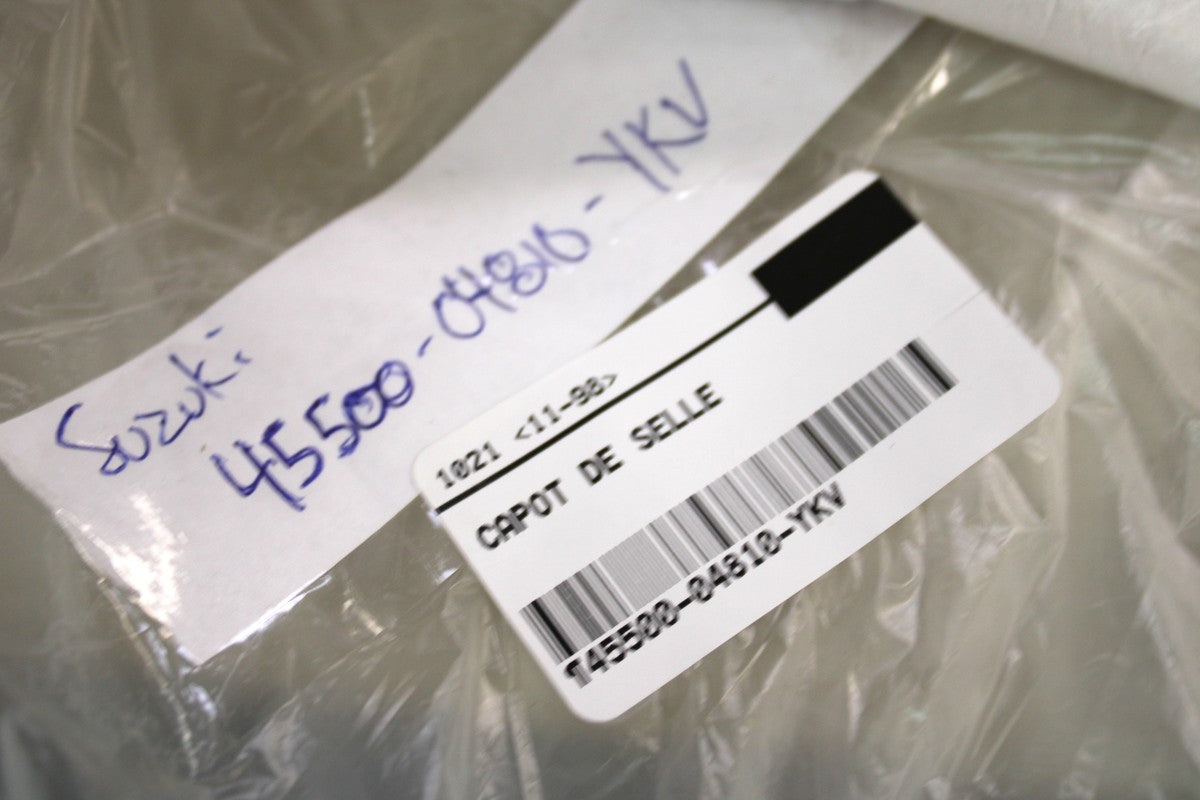 Suzuki
45500-04810-YKV
1021 <11-98>
CAPOT DE SELLE
T45500-04810-YKV